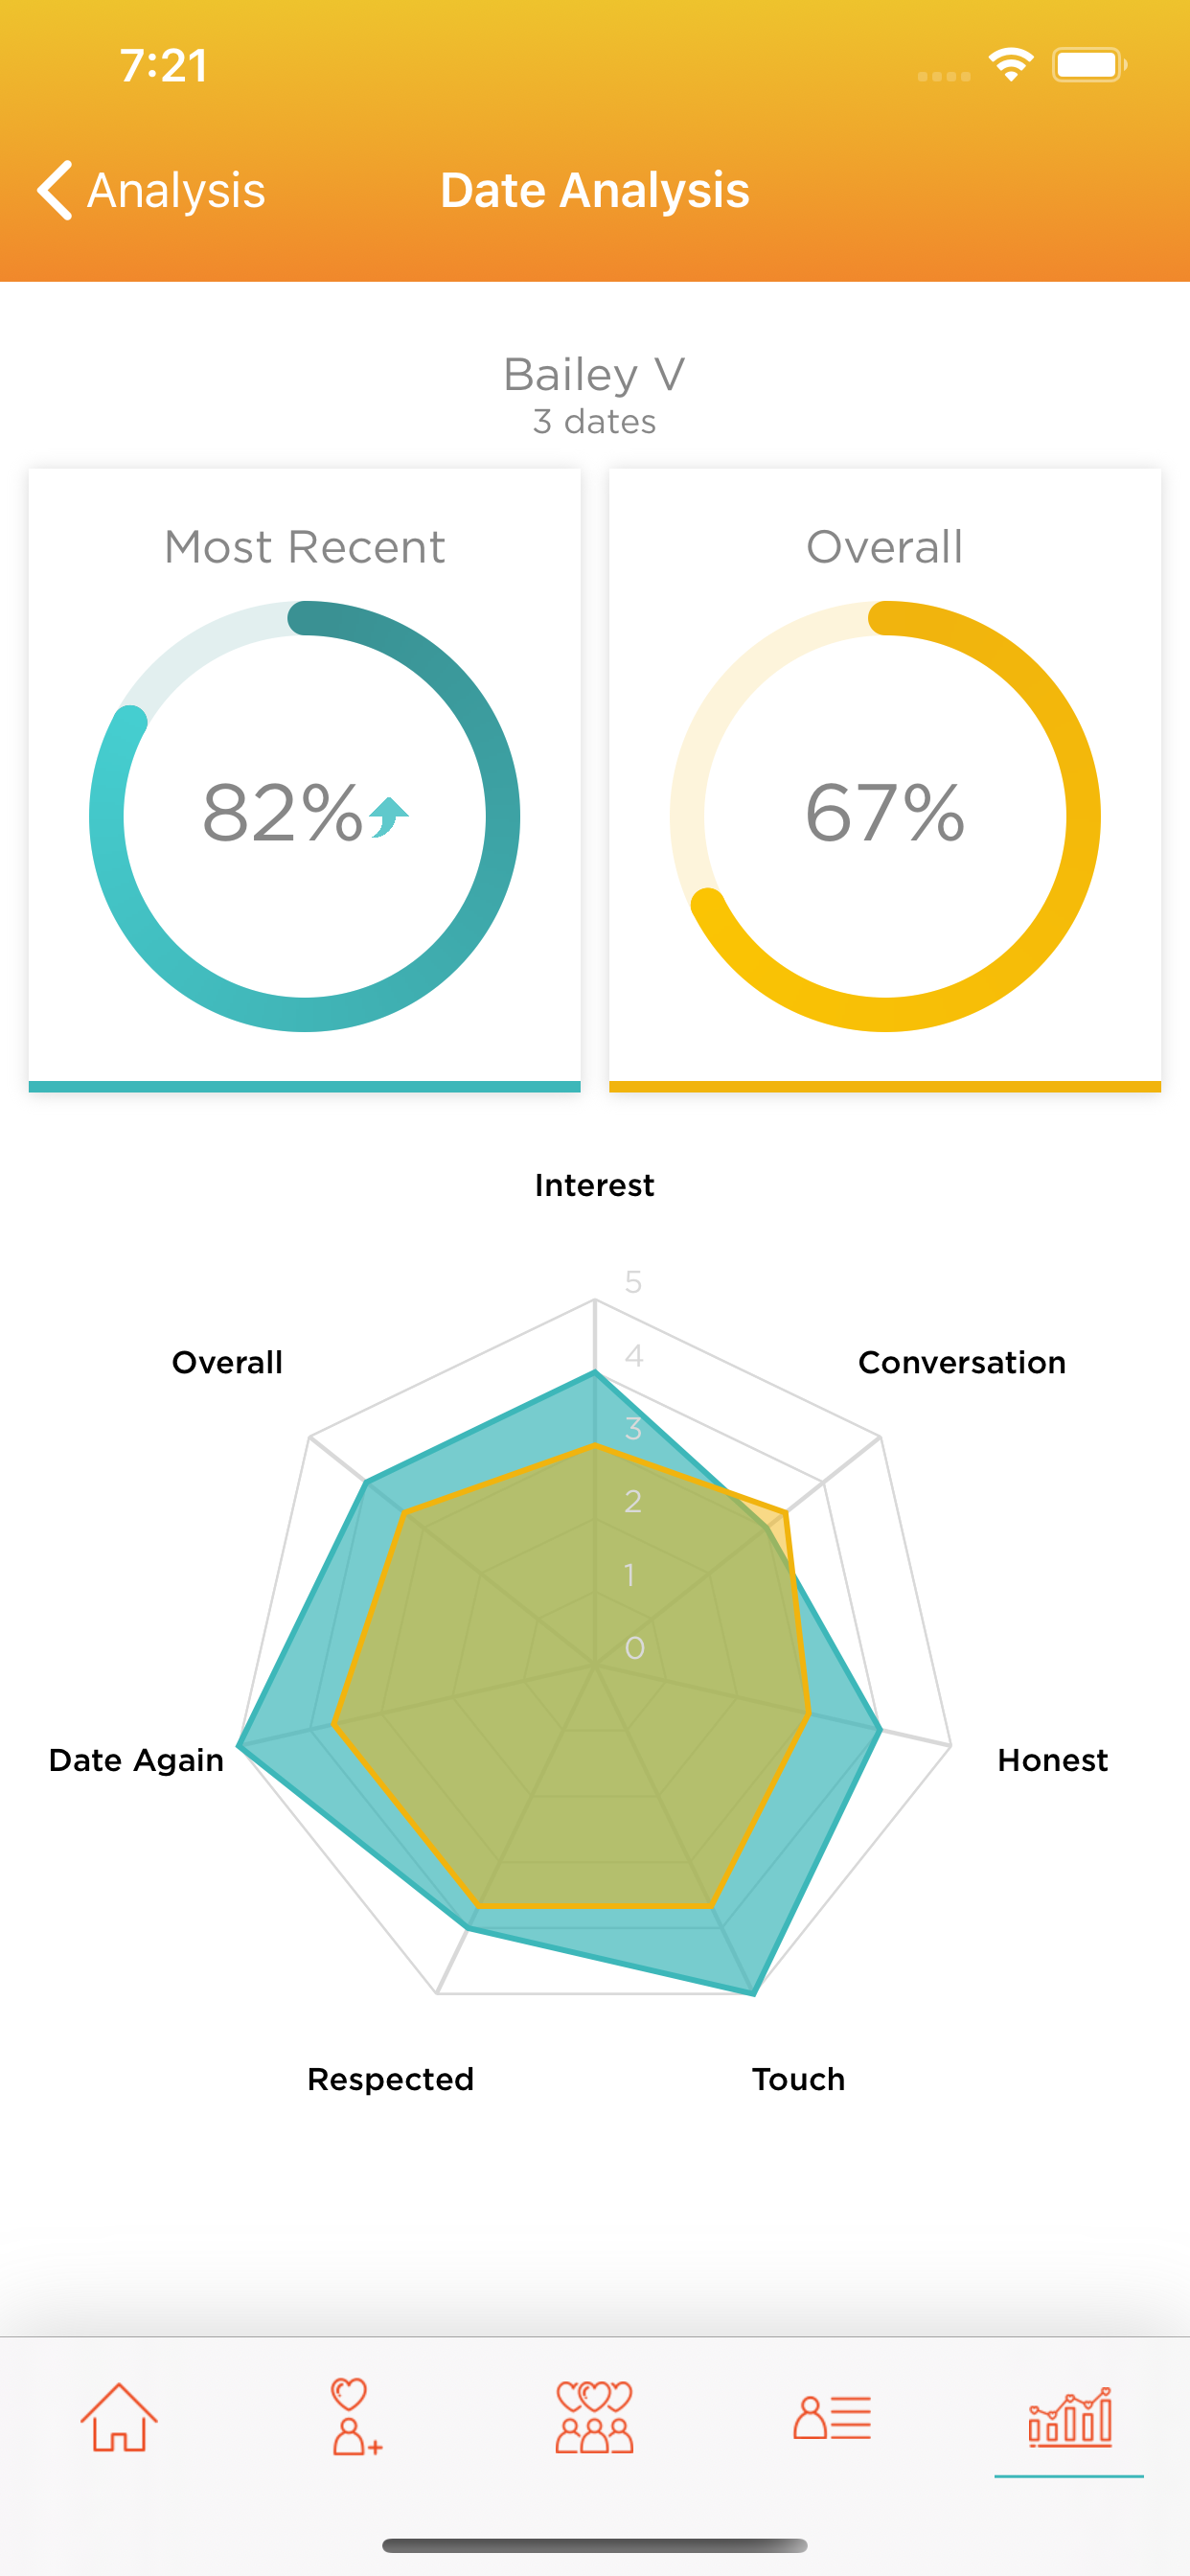 7:21
Analysis
Date Analysis
Bailey V
3 dates
Most Recent
Overall
82%
67%
Interest
5
Overall
4
Conversation
3
2
1
0
Date Again
Honest
Respected
Touch